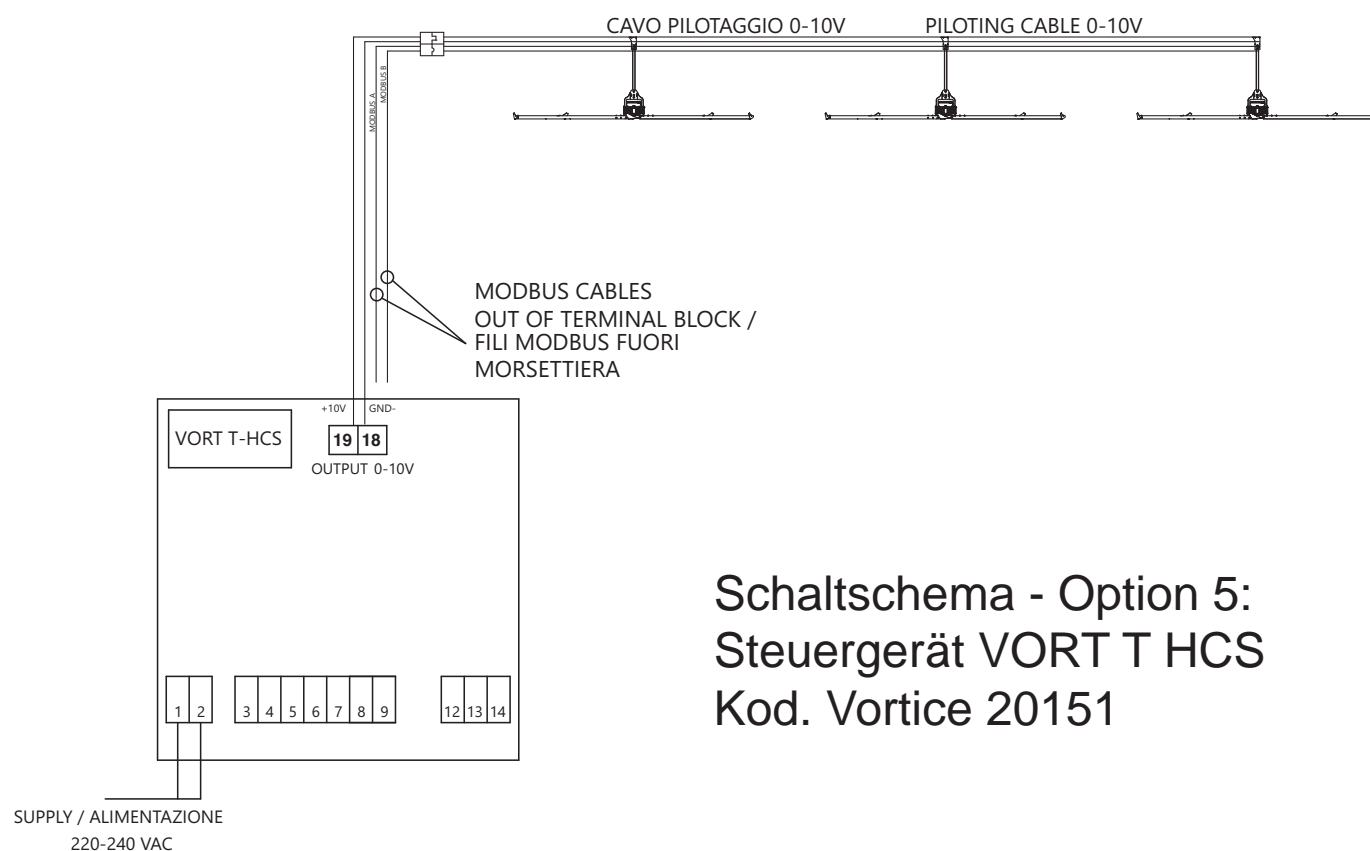 CAVO PILOTAGGIO 0-10V
PILOTING CABLE 0-10V
MODBUS_A
MODBUS B
MODBUS CABLES
OUT OF TERMINAL BLOCK /
FILI MODBUS FUORI
MORSETTIERA
+10V
GND-
VORT T-HCS
19 18
OUTPUT 0-10V
Schaltschema - Option 5:
Steuergerät VORT T HCS
Kod. Vortice 20151
1 2
3 4 5 6 7 8 9
12 13 14
SUPPLY / ALIMENTAZIONE
220-240 VAC